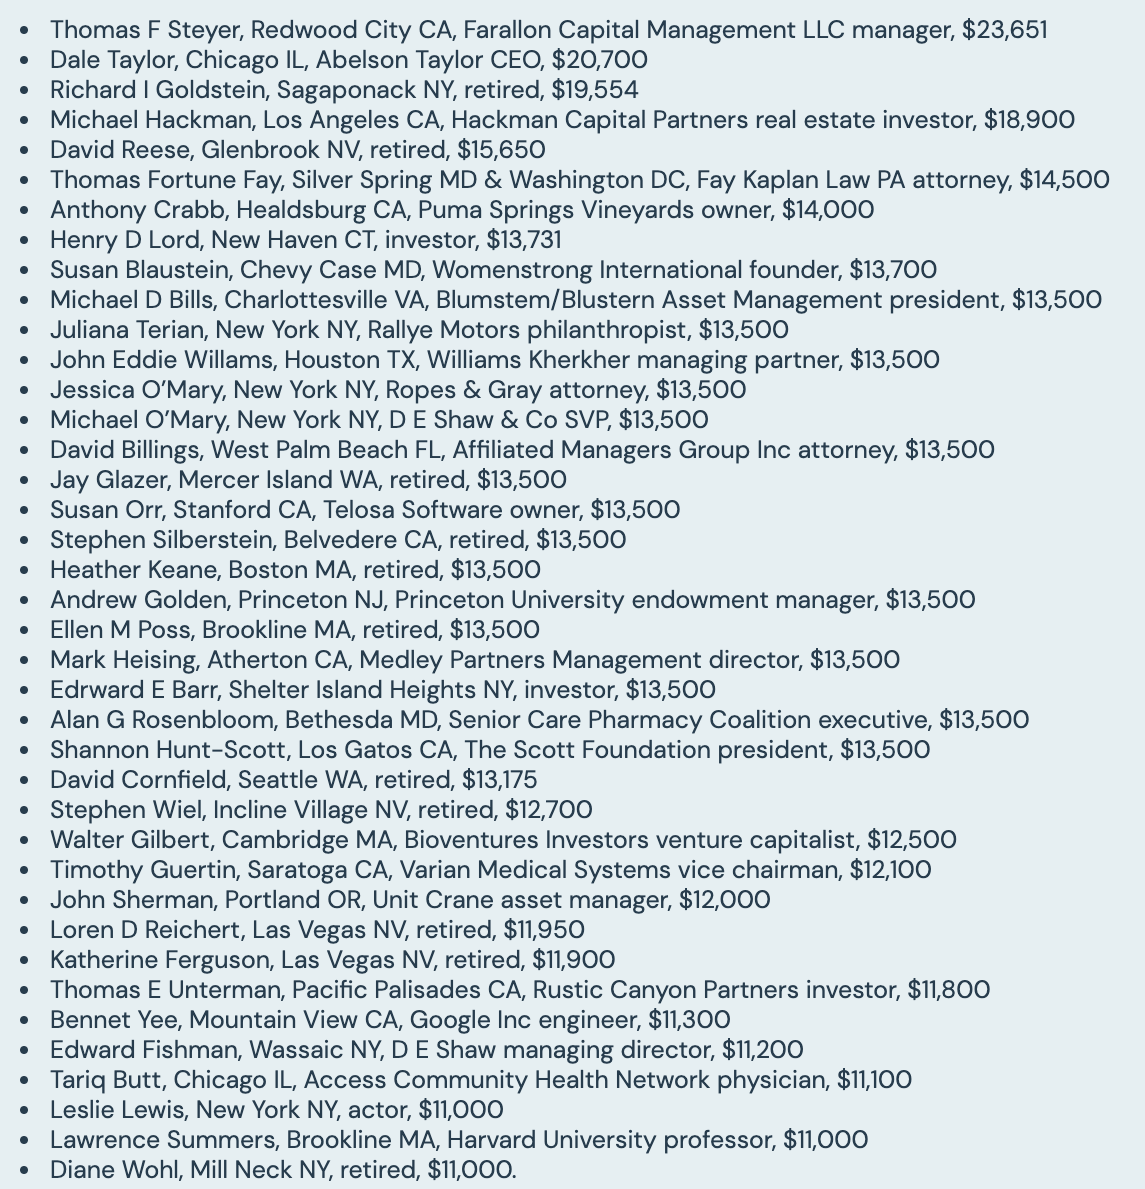 • Thomas F Steyer, Redwood City CA, Farallon Capital Management LLC manager, $23,651
• Dale Taylor, Chicago IL, Abelson Taylor CEO, $20,700
• Richard I Goldstein, Sagaponack NY, retired, $19,554
• Michael Hackman, Los Angeles CA, Hackman Capital Partners real estate investor, $18,900
• David Reese, Glenbrook NV, retired, $15,650
• Thomas Fortune Fay, Silver Spring MD & Washington DC, Fay Kaplan Law PA attorney, $14,500
• Anthony Crabb, Healdsburg CA, Puma Springs Vineyards owner, $14,000
• Henry D Lord, New Haven CT, investor, $13,731
• Susan Blaustein, Chevy Case MD, Womenstrong International founder, $13,700
• Michael D Bills, Charlottesville VA, Blumstem/Blustern Asset Management president, $13,500
• Juliana Terian, New York NY, Rallye Motors philanthropist, $13,500
• John Eddie Willams, Houston TX, Williams Kherkher managing partner, $13,500
• Jessica O’Mary, New York NY, Ropes & Gray attorney, $13,500
• Michael O’Mary, New York NY, D E Shaw & Co SVP, $13,500
• David Billings, West Palm Beach FL, Affiliated Managers Group Inc attorney, $13,500
• Jay Glazer, Mercer Island WA, retired, $13,500
• Susan Orr, Stanford CA, Telosa Software owner, $13,500
• Stephen Silberstein, Belvedere CA, retired, $13,500
• Heather Keane, Boston MA, retired, $13,500
• Andrew Golden, Princeton NJ, Princeton University endowment manager, $13,500
• Ellen M Poss, Brookline MA, retired, $13,500
• Mark Heising, Atherton CA, Medley Partners Management director, $13,500
• Edrward E Barr, Shelter Island Heights NY, investor, $13,500
• Alan G Rosenbloom, Bethesda MD, Senior Care Pharmacy Coalition executive, $13,500
• Shannon Hunt-Scott, Los Gatos CA, The Scott Foundation president, $13,500
• David Cornfield, Seattle WA, retired, $13,175
• Stephen Wiel, Incline Village NV, retired, $12,700
• Walter Gilbert, Cambridge MA, Bioventures Investors venture capitalist, $12,500
• Timothy Guertin, Saratoga CA, Varian Medical Systems vice chairman, $12,100
• John Sherman, Portland OR, Unit Crane asset manager, $12,000
• Loren D Reichert, Las Vegas NV, retired, $11,950
• Katherine Ferguson, Las Vegas NV, retired, $11,900
• Thomas E Unterman, Pacific Palisades CA, Rustic Canyon Partners investor, $11,800
• Bennet Yee, Mountain View CA, Google Inc engineer, $11,300
• Edward Fishman, Wassaic NY, D E Shaw managing director, $11,200
• Tariq Butt, Chicago IL, Access Community Health Network physician, $11,100
• Leslie Lewis, New York NY, actor, $11,000
• Lawrence Summers, Brookline MA, Harvard University professor, $11,000
• Diane Wohl, Mill Neck NY, retired, $11,000.